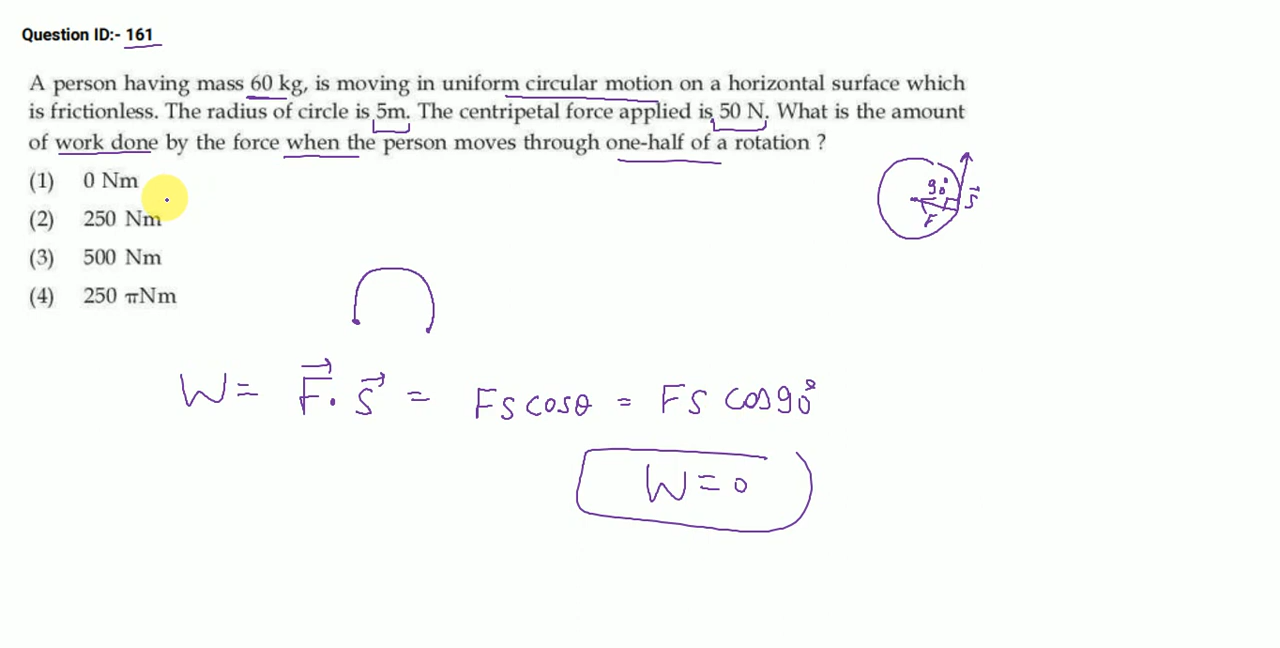 Question ID:- 161
A person having mass 60 kg, is moving in uniform circular motion on a horizontal surface which
is frictionless. The radius of circle is 5m. The centripetal force applied is 50 N. What is the amount
of work done by the force when the person moves through one-half of a rotation ?
(1) 0 Nm
(2) 250 Nm
(3) 500 Nm
(4) 250 πNm
90°
F
S⃗
W = F⃗ . S⃗ = FS cosθ = FS cos90°
W = 0